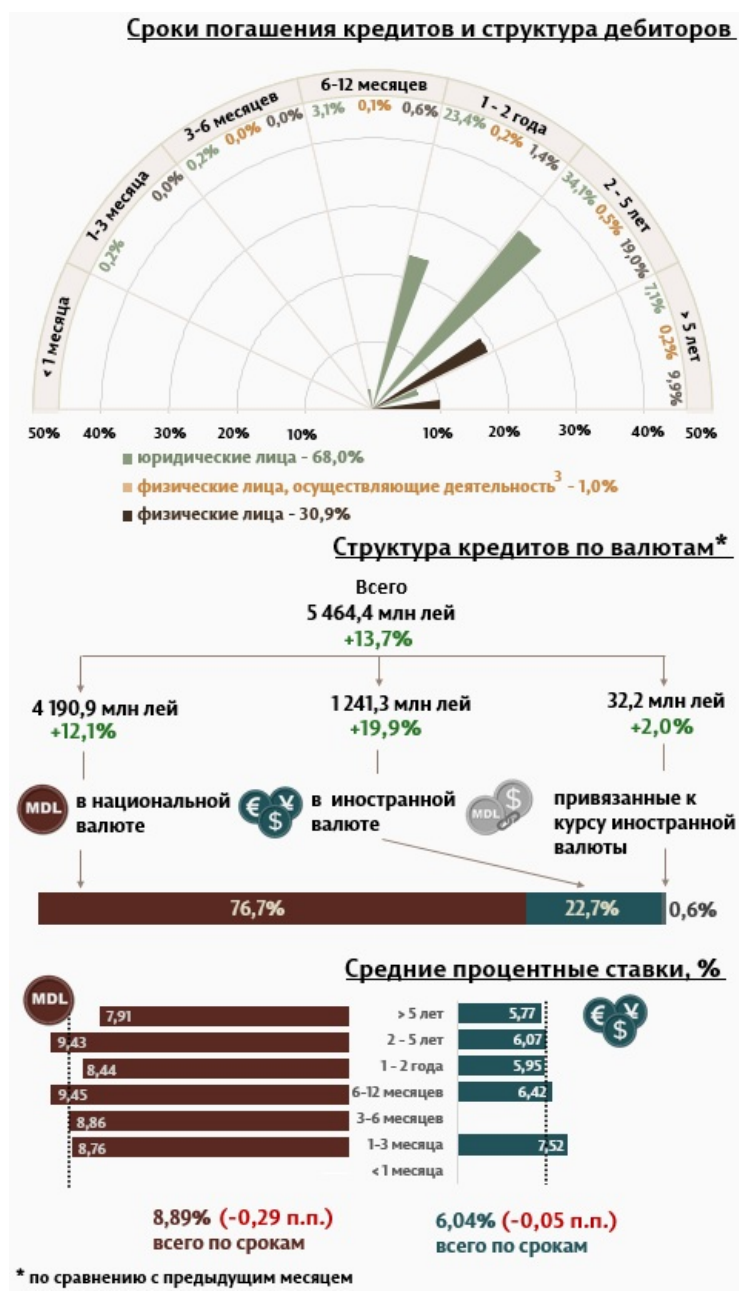 Сроки погашения кредитов и структура дебиторов
< 1 месяца
1-3 месяца
0,2%
0,0%
3-6 месяцев
0,2%
0,0%
0,0%
6-12 месяцев
3,1%
0,1%
0,6%
1 - 2 года
23,4%
0,2%
1,4%
2 - 5 лет
34,1%
0,5%
19,0%
> 5 лет
7,1%
0,2%
9,9%
50% 40% 30% 20% 10% 10% 20% 30% 40% 50%
юридические лица - 68,0%
физические лица, осуществляющие деятельность3 - 1,0%
физические лица - 30,9%
Структура кредитов по валютам*
Всего
5 464,4 млн лей
+13,7%
4 190,9 млн лей
+12,1%
1 241,3 млн лей
+19,9%
32,2 млн лей
+2,0%
MDL
в национальной
валюте
€ ¥
$
в иностранной
валюте
MDL $
привязанные к
курсу иностранной
валюты
76,7% 22,7% 0,6%
Средние процентные ставки, %
MDL
€ ¥
$
7,91 > 5 лет 5,77
9,43 2 - 5 лет 6,07
8,44 1 - 2 года 5,95
9,45 6-12 месяцев 6,42
8,86 3-6 месяцев
8,76 1-3 месяца 7,52
< 1 месяца
8,89% (-0,29 п.п.)
всего по срокам
6,04% (-0,05 п.п.)
всего по срокам
* по сравнению с предыдущим месяцем